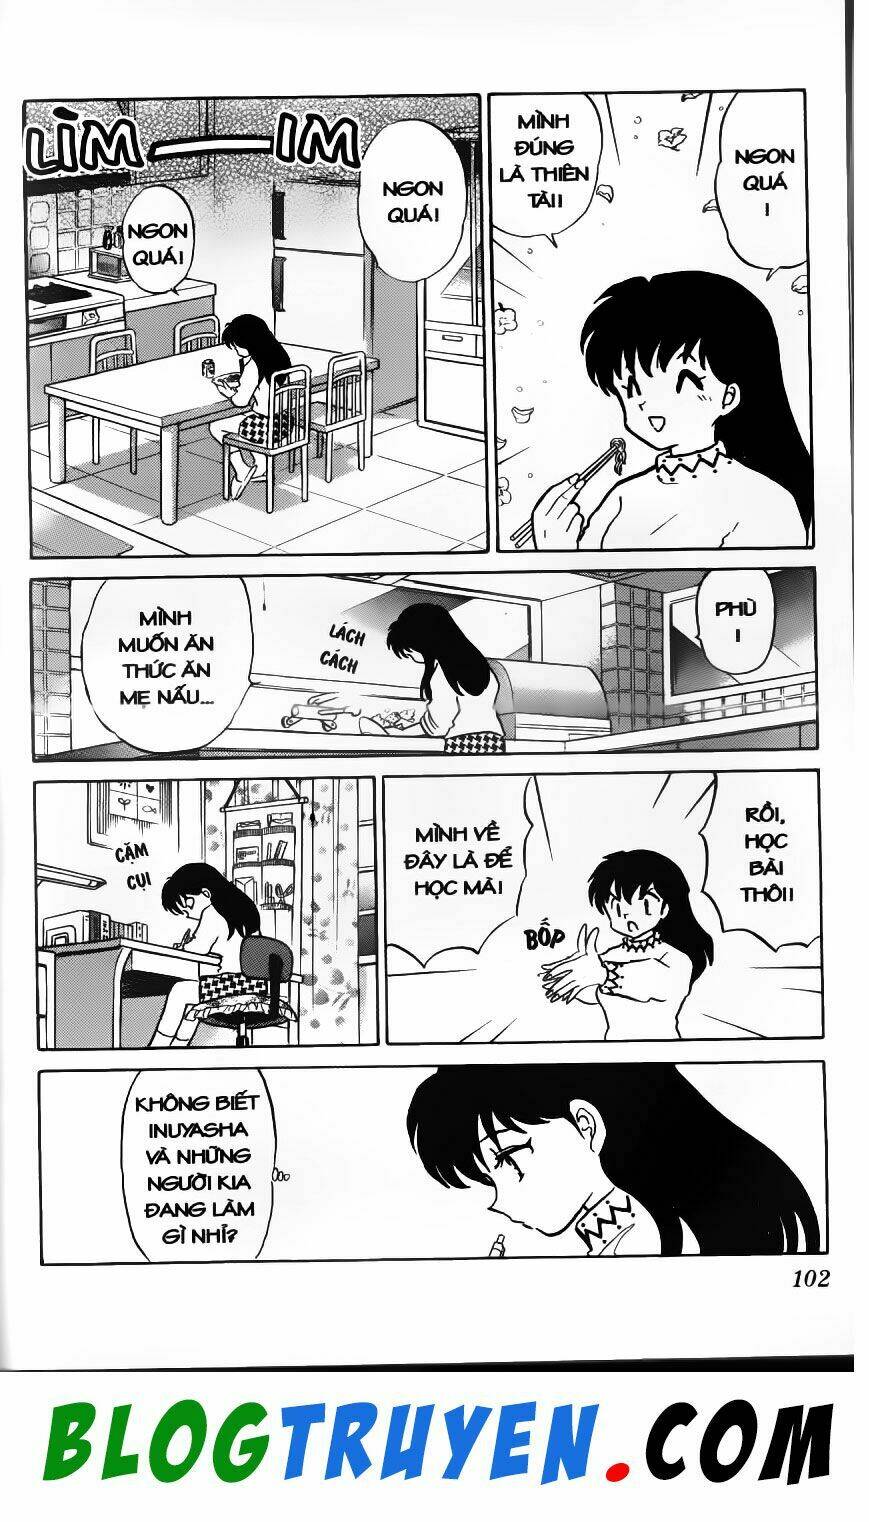 NGON
QUÁ
!
MÌNH
ĐÚNG
LÀ THIÊN
TÀI!
LÌM——IM
NGON
QUÁ!
NGON
QUÁ!
PHÙ
!
LÁCH
CÁCH
MÌNH
MUỐN ĂN
THỨC ĂN
MẸ NẤU...
RỒI,
HỌC
BÀI
THÔI!
BỐP
MÌNH VỀ
ĐÂY LÀ ĐỂ
HỌC MÀ!
CẶM
CỤI
KHÔNG BIẾT
INUYASHA
VÀ NHỮNG
NGƯỜI KIA
ĐANG LÀM
GÌ NHỈ?
102
BLOGTRUYEN.COM